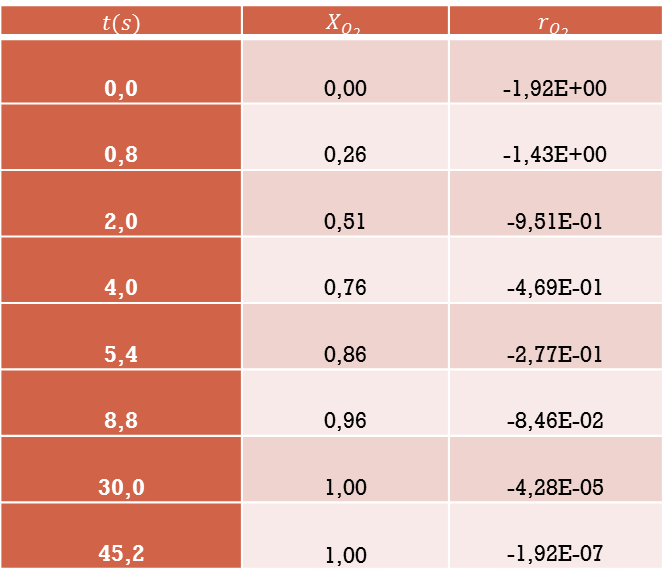 t(s) X_{O_2} r_{O_2}
0,0 0,00 -1,92E+00
0,8 0,26 -1,43E+00
2,0 0,51 -9,51E-01
4,0 0,76 -4,69E-01
5,4 0,86 -2,77E-01
8,8 0,96 -8,46E-02
30,0 1,00 -4,28E-05
45,2 1,00 -1,92E-07